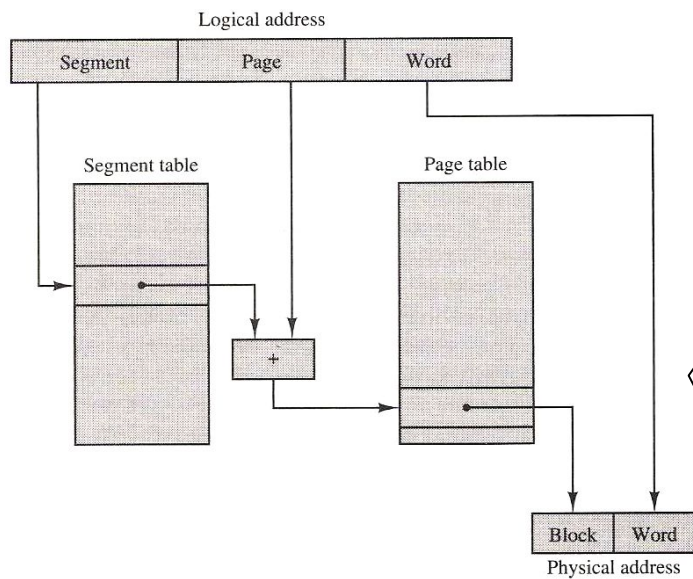 Logical address
Segment Page Word
Segment table
Page table
+
Block Word
Physical address